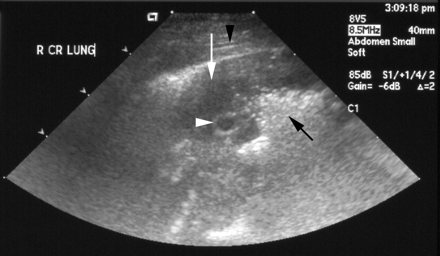 3:09:18 pm
8V5
8.5MHz 40mm
Abdomen Small
Soft
85dB S1/+1/4/2
Gain= -6dB Δ=2
C1
R CR LUNG